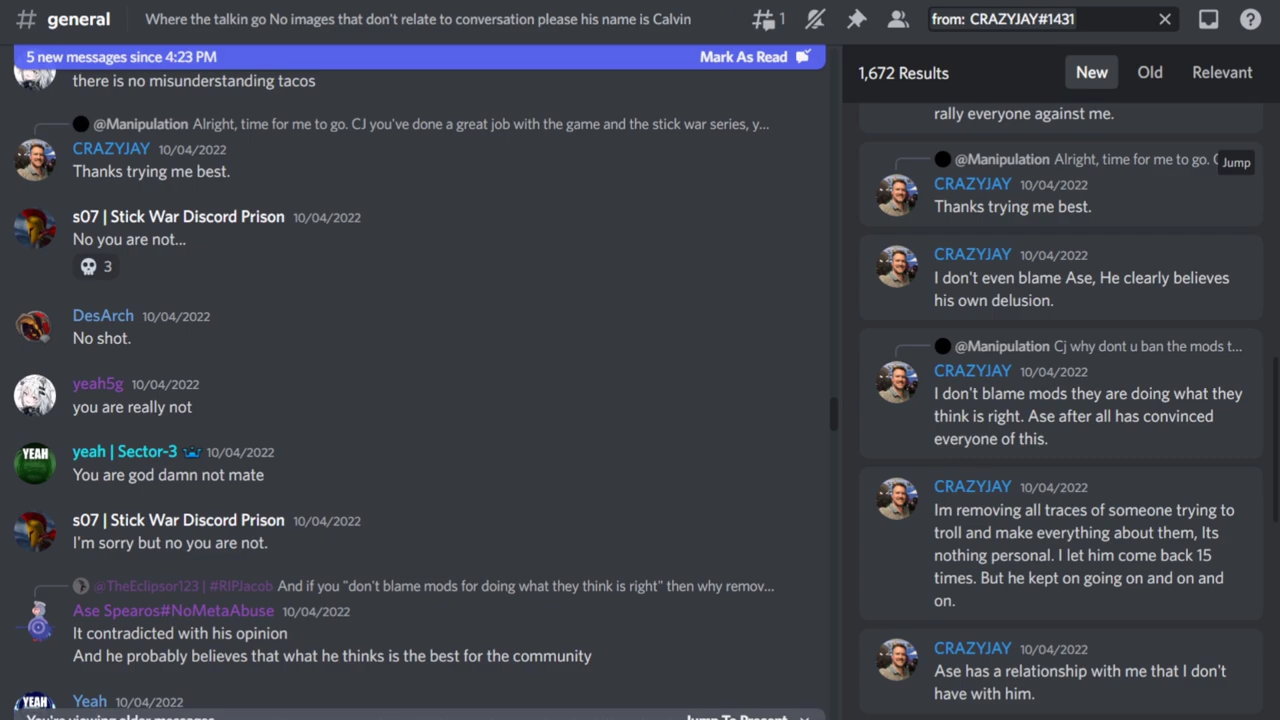 # general
Where the talkin go No images that don't relate to conversation please his name is Calvin
1
from: CRAZYJAY#1431
5 new messages since 4:23 PM
Mark As Read
there is no misunderstanding tacos
@Manipulation Alright, time for me to go. CJ you've done a great job with the game and the stick war series, y...
CRAZYJAY 10/04/2022
Thanks trying me best.
s07 | Stick War Discord Prison 10/04/2022
No you are not...
3
DesArch 10/04/2022
No shot.
yeah5g 10/04/2022
you are really not
YEAH
yeah | Sector-3 10/04/2022
You are god damn not mate
s07 | Stick War Discord Prison 10/04/2022
I'm sorry but no you are not.
@TheEclipsor123 | #RIPJacob And if you "don't blame mods for doing what they think is right" then why remov...
Ase Spearos#NoMetaAbuse 10/04/2022
It contradicted with his opinion
And he probably believes that what he thinks is the best for the community
YEAH
Yeah 10/04/2022
You're viewing older messages
Jump To Present
1,672 Results
New
Old
Relevant
rally everyone against me.
@Manipulation Alright, time for me to go. C
Jump
CRAZYJAY 10/04/2022
Thanks trying me best.
CRAZYJAY 10/04/2022
I don't even blame Ase, He clearly believes
his own delusion.
@Manipulation Cj why dont u ban the mods t...
CRAZYJAY 10/04/2022
I don't blame mods they are doing what they
think is right. Ase after all has convinced
everyone of this.
CRAZYJAY 10/04/2022
Im removing all traces of someone trying to
troll and make everything about them, Its
nothing personal. I let him come back 15
times. But he kept on going on and on and
on.
CRAZYJAY 10/04/2022
Ase has a relationship with me that I don't
have with him.